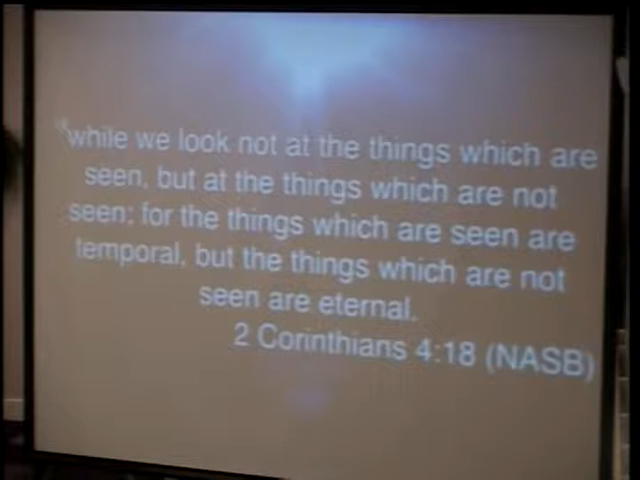 "while we look not at the things which are
seen, but at the things which are not
seen; for the things which are seen are
temporal, but the things which are not
seen are eternal.
2 Corinthians 4:18 (NASB)